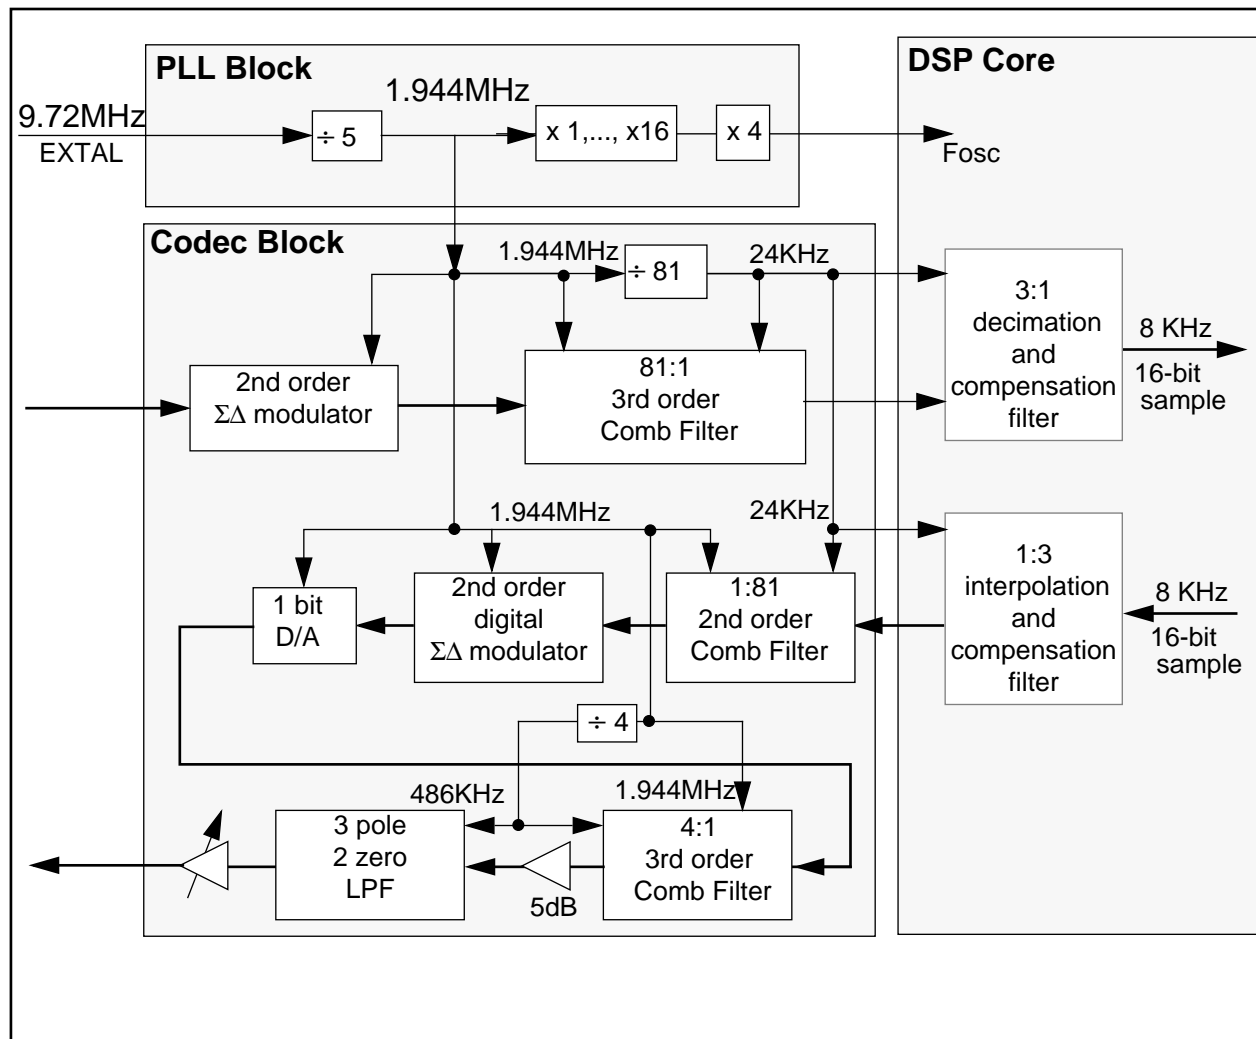 PLL Block
DSP Core
9.72MHz
EXTAL
÷ 5
1.944MHz
x 1,..., x16
x 4
Fosc
Codec Block
1.944MHz
÷ 81
24KHz
2nd order
ΣΔ modulator
81:1
3rd order
Comb Filter
3:1
decimation
and
compensation
filter
8 KHz
16-bit
sample
1.944MHz
24KHz
1 bit
D/A
2nd order
digital
ΣΔ modulator
1:81
2nd order
Comb Filter
1:3
interpolation
and
compensation
filter
8 KHz
16-bit
sample
÷ 4
486KHz
1.944MHz
3 pole
2 zero
LPF
5dB
4:1
3rd order
Comb Filter